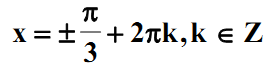 x = ± π/3 + 2πk, k ∈ Z